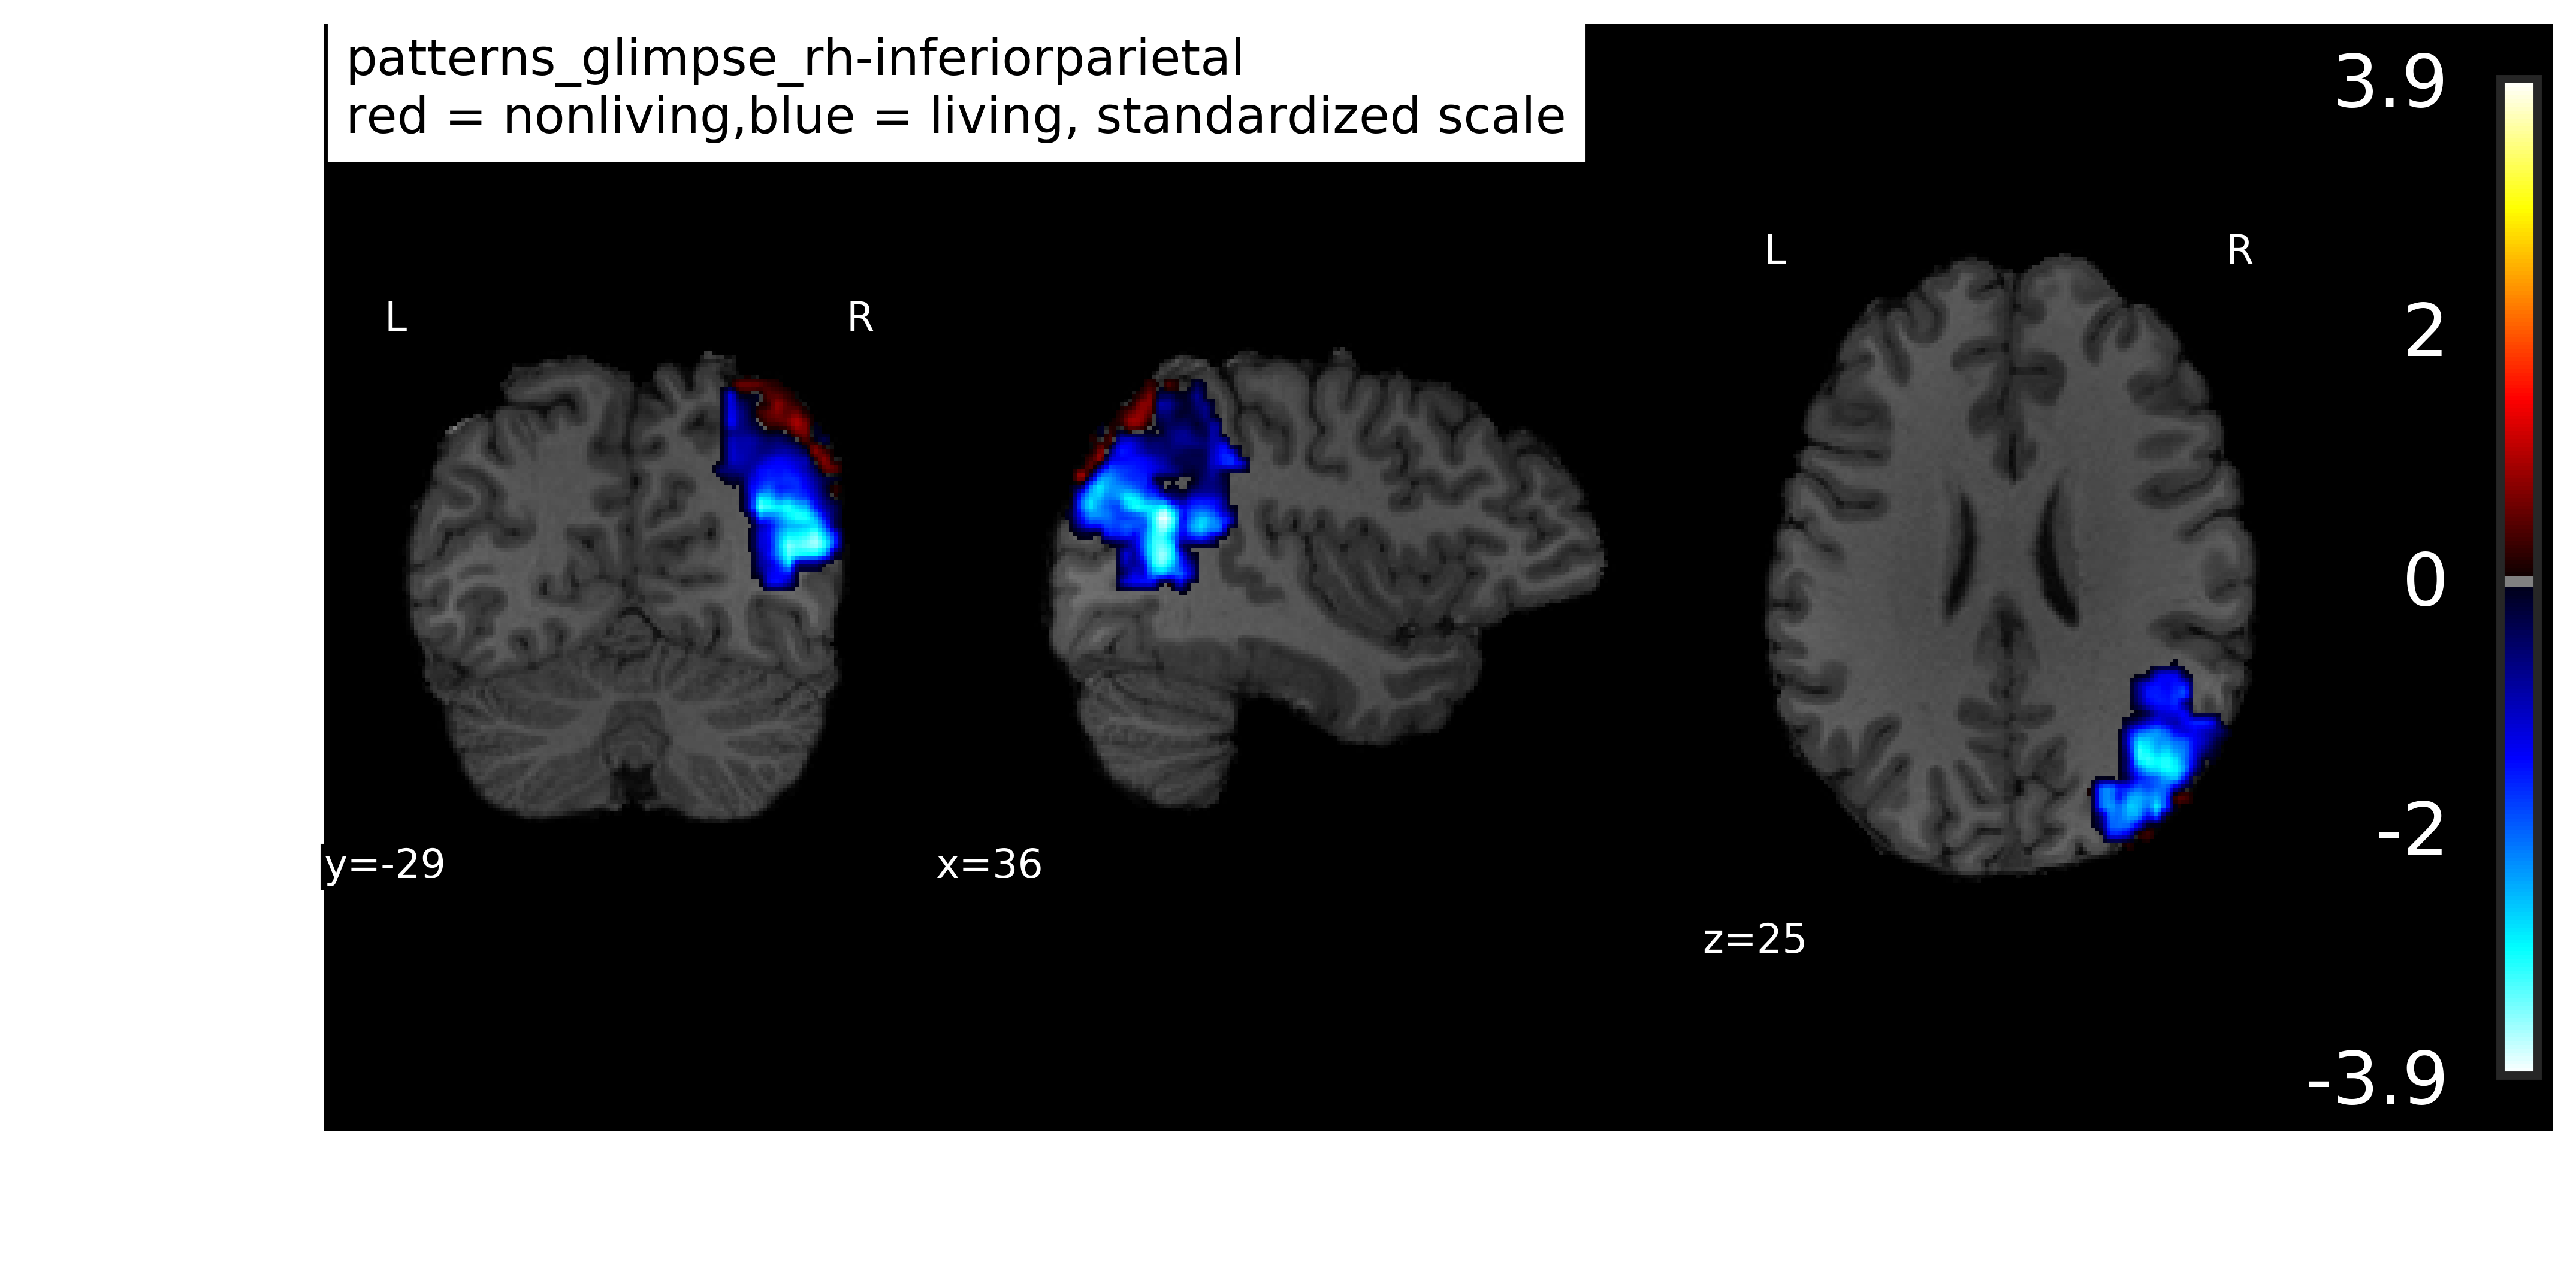 patterns_glimpse_rh-inferiorparietal
red = nonliving,blue = living, standardized scale
3.9
2
0
-2
-3.9
L
R
y=-29
x=36
L
R
z=25